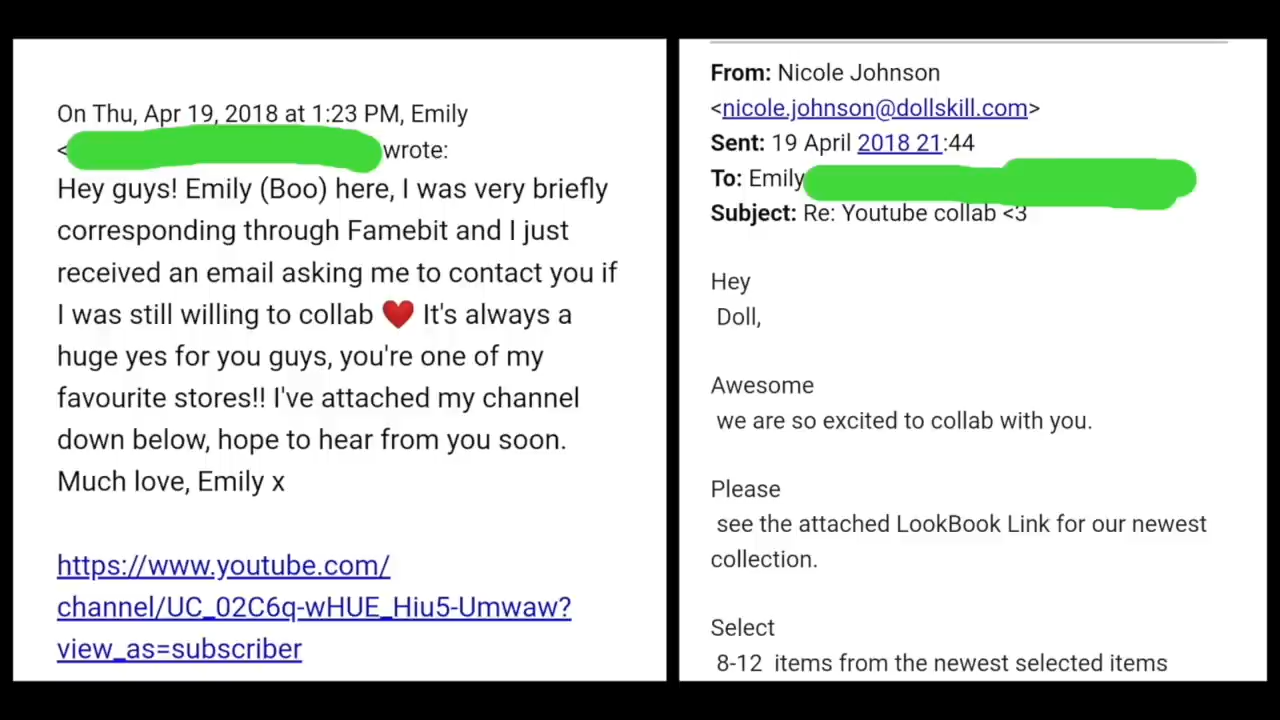 On Thu, Apr 19, 2018 at 1:23 PM, Emily
< wrote:
Hey guys! Emily (Boo) here, I was very briefly
corresponding through Famebit and I just
received an email asking me to contact you if
I was still willing to collab ❤️ It's always a
huge yes for you guys, you're one of my
favourite stores!! I've attached my channel
down below, hope to hear from you soon.
Much love, Emily x
https://www.youtube.com/
channel/UC_02C6q-wHUE_Hiu5-Umwaw?
view_as=subscriber
From: Nicole Johnson
<nicole.johnson@dollskill.com>
Sent: 19 April 2018 21:44
To: Emily
Subject: Re: Youtube collab <3
Hey
Doll,
Awesome
we are so excited to collab with you.
Please
see the attached LookBook Link for our newest
collection.
Select
8-12 items from the newest selected items